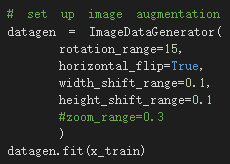 # set up image augmentation
datagen = ImageDataGenerator(
rotation_range=15,
horizontal_flip=True,
width_shift_range=0.1,
height_shift_range=0.1
#zoom_range=0.3
)
datagen.fit(x_train)